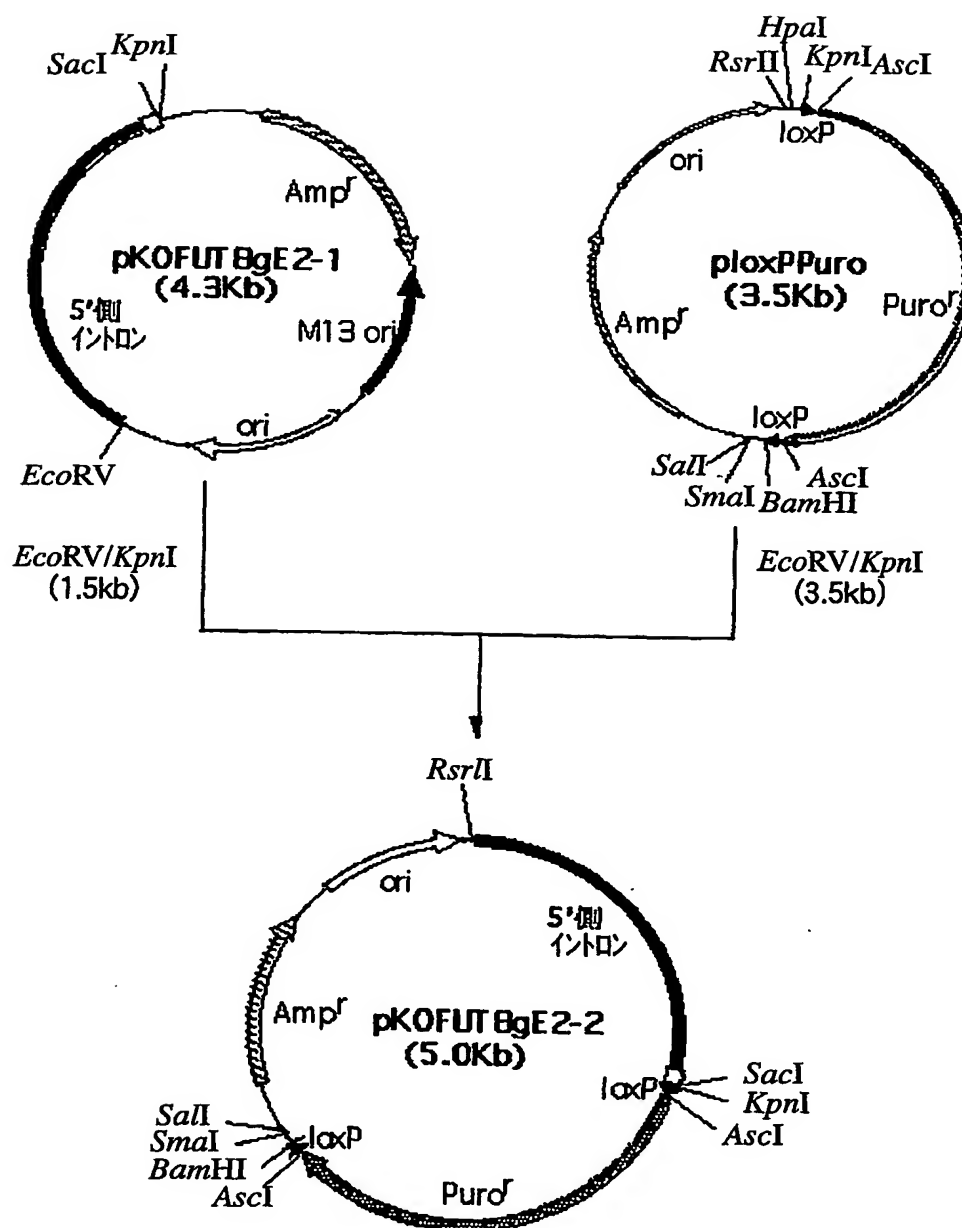 SacI
KpnI
Ampʳ
pKOFUT8gE2-1
(4.3Kb)
5'側
イントロン
M13 ori
ori
EcoRV
HpaI
RsrII
KpnI
AscI
loxP
ori
ploxPPuro
(3.5Kb)
Ampʳ
Puroʳ
loxP
SalI
SmaI
BamHI
AscI
EcoRV/KpnI
(1.5kb)
EcoRV/KpnI
(3.5kb)
RsrII
ori
5'側
イントロン
Ampʳ
pKOFUT8gE2-2
(5.0Kb)
loxP
SacI
KpnI
AscI
SalI
SmaI
BamHI
AscI
loxP
Puroʳ